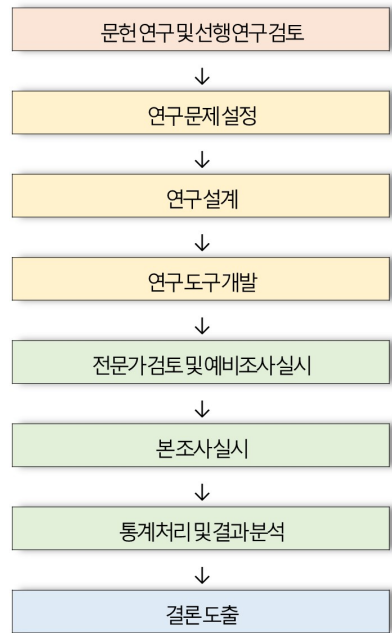 문헌 연구 및 선행 연구 검토
↓
연구 문제 설정
↓
연구 설계
↓
연구 도구 개발
↓
전문가 검토 및 예비조사 실시
↓
본조사 실시
↓
통계 처리 및 결과 분석
↓
결론 도출